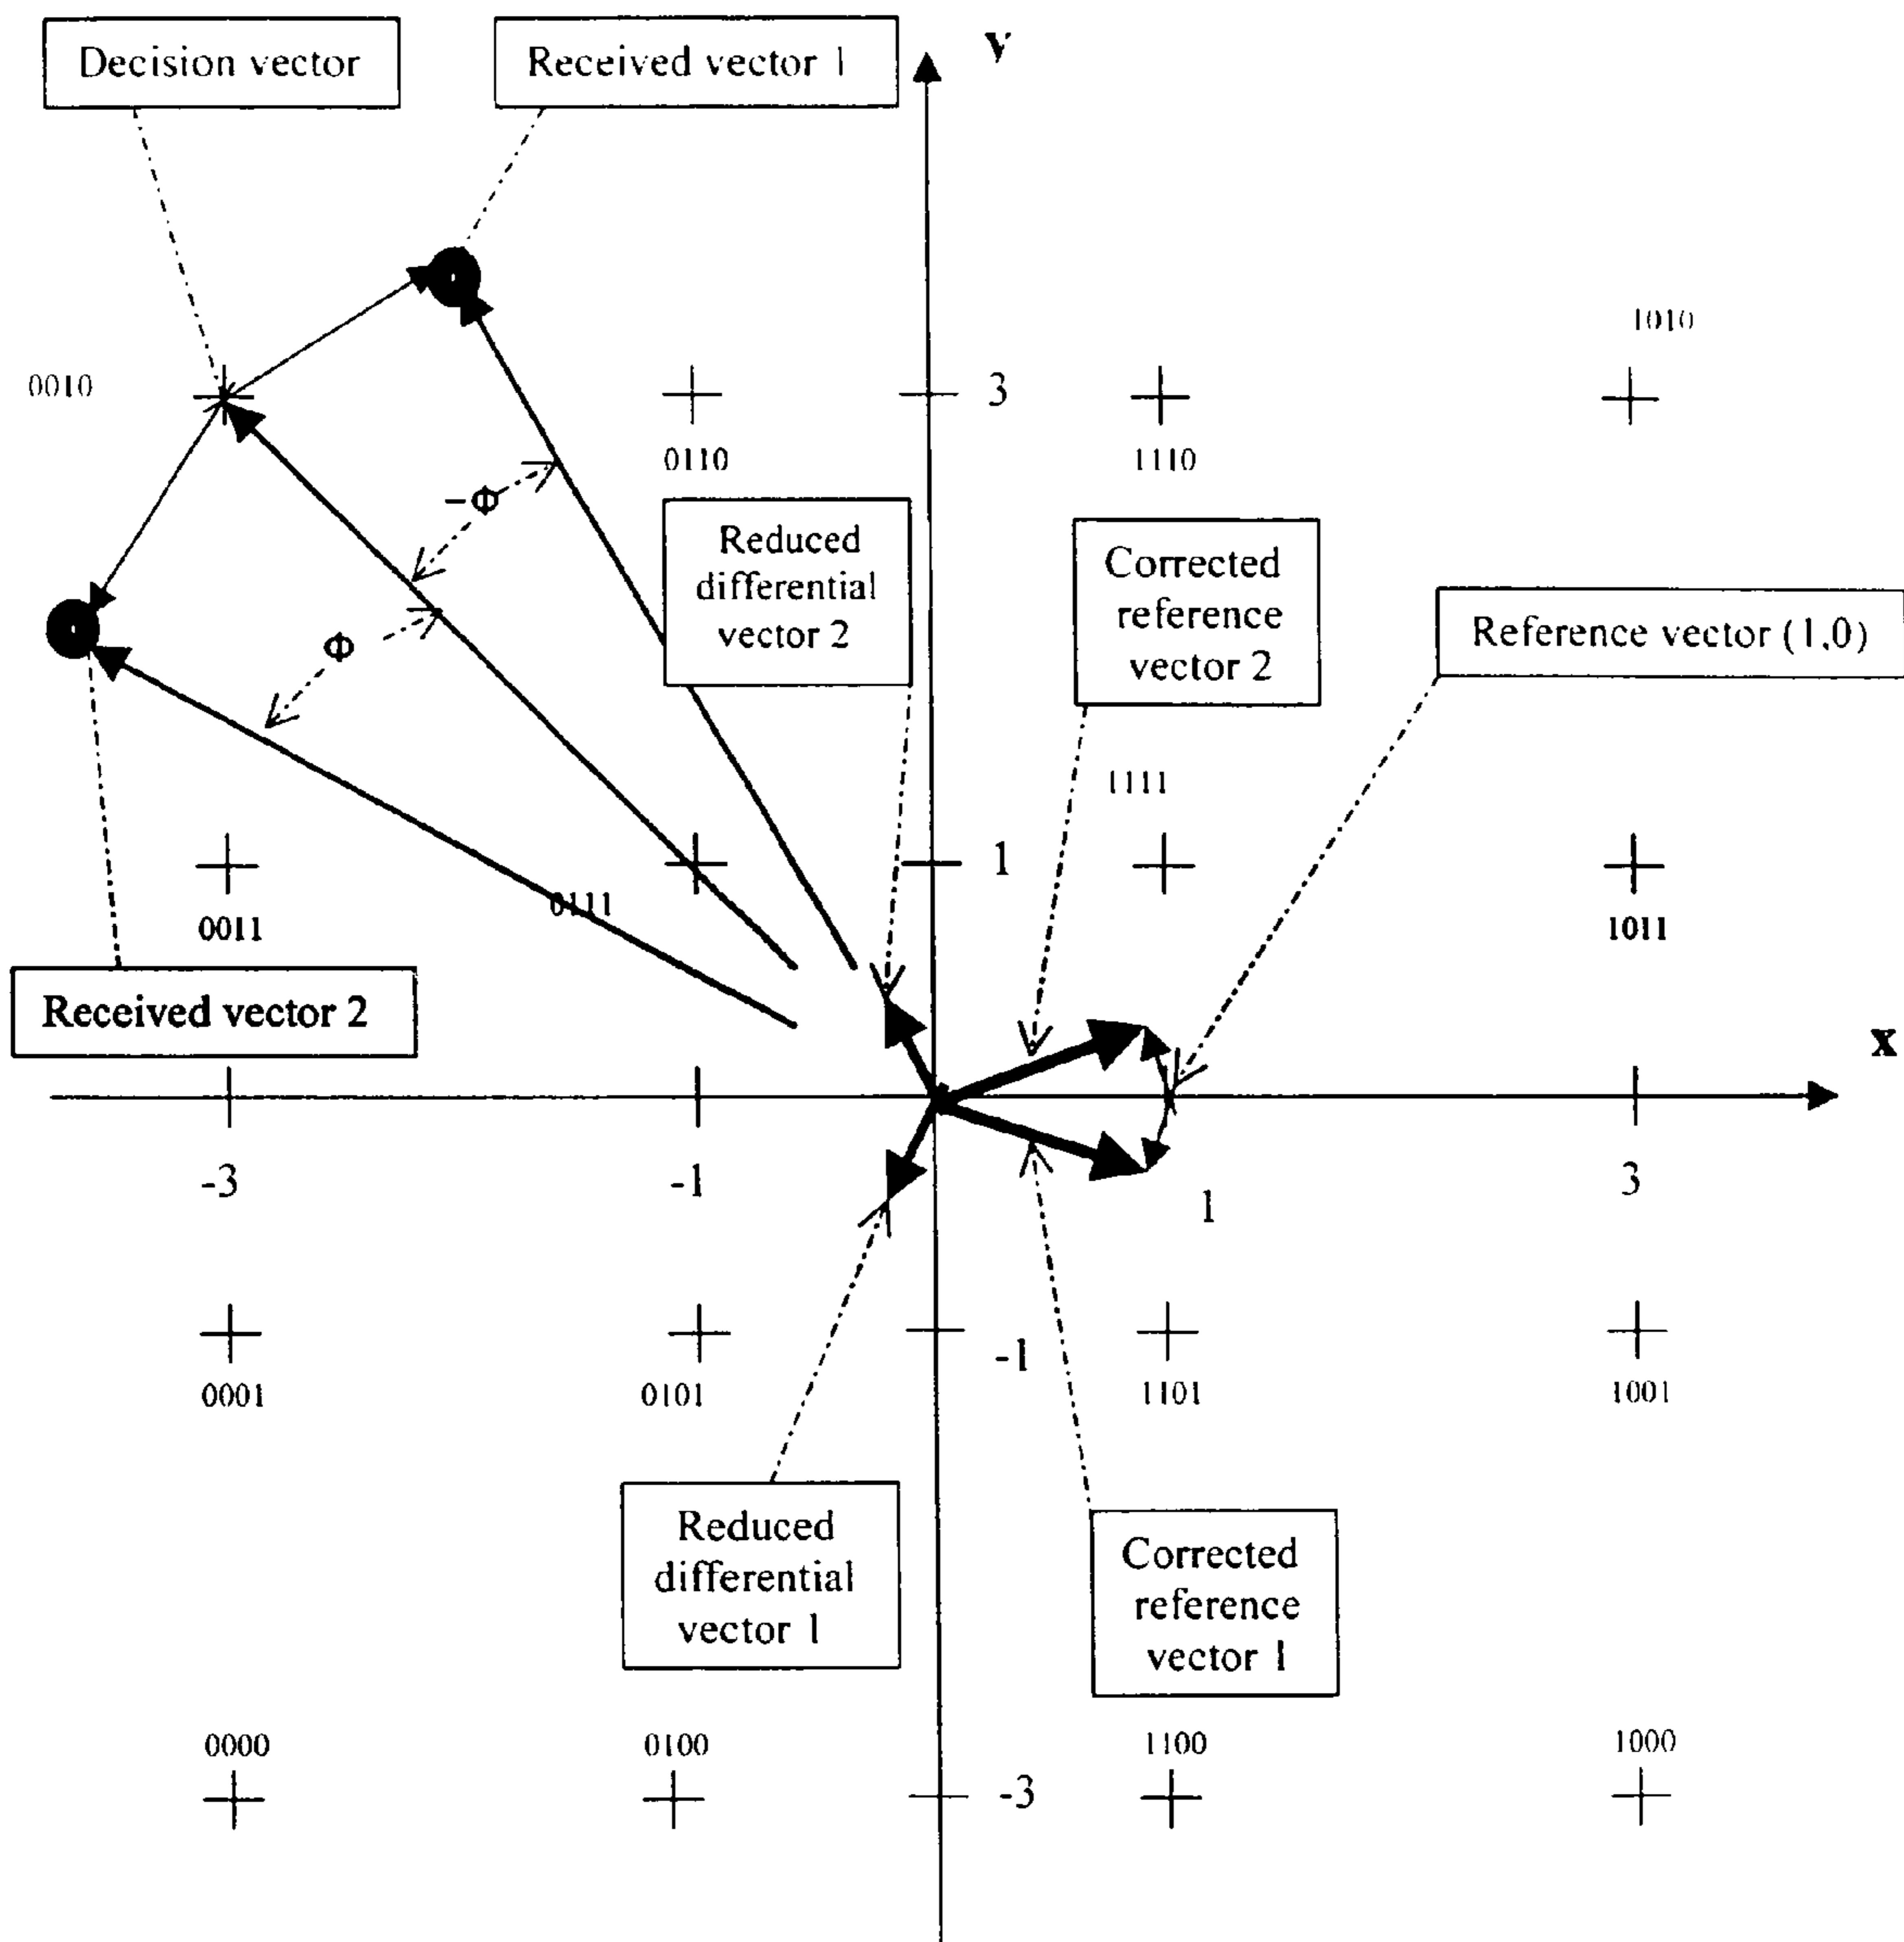 Decision vector
Received vector 1
y
1010
0010
3
0110
1110
−Φ
Reduced
differential
vector 2
Corrected
reference
vector 2
Reference vector (1,0)
Φ
1111
1
0111
0011
1011
Received vector 2
x
-3
-1
1
3
-1
0001
0101
1101
1001
Reduced
differential
vector 1
Corrected
reference
vector 1
0000
0100
1100
1000
-3